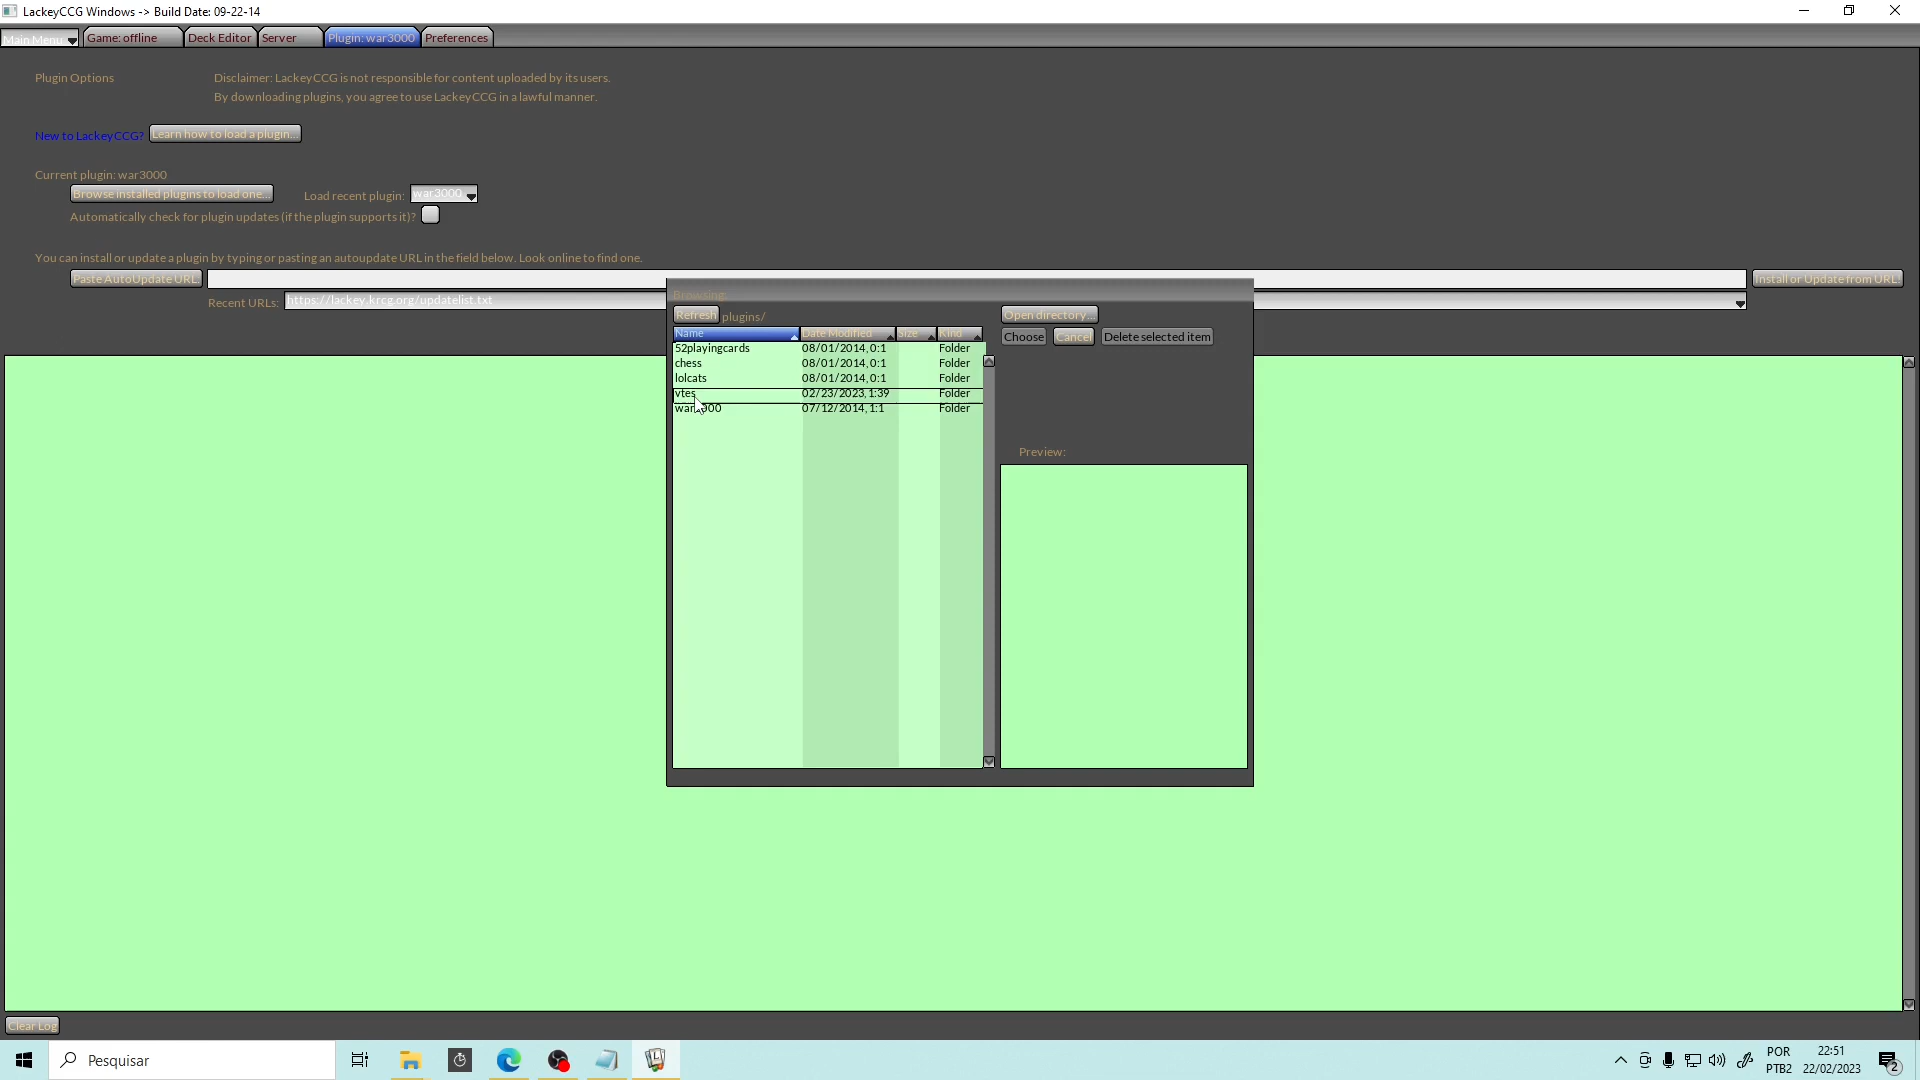 LackeyCCG Windows -> Build Date: 09-22-14
Main Menu Game: offline Deck Editor Server Plugin: war3000 Preferences
Plugin Options Disclaimer: LackeyCCG is not responsible for content uploaded by its users.
By downloading plugins, you agree to use LackeyCCG in a lawful manner.
New to LackeyCCG? Learn how to load a plugin...
Current plugin: war3000
Browse installed plugins to load one... Load recent plugin: war3000
Automatically check for plugin updates (if the plugin supports it)?
You can install or update a plugin by typing or pasting an autoupdate URL in the field below. Look online to find one.
Paste AutoUpdate URL Install or Update from URL!
Recent URLs: https://lackey.krcg.org/updatelist.txt
Browsing:
Refresh plugins/ Open directory...
Name Date Modified Size Kind Choose Cancel Delete selected item
52playingcards 08/01/2014, 0:1 Folder
chess 08/01/2014, 0:1 Folder
lolcats 08/01/2014, 0:1 Folder
vtes 02/23/2023, 1:39 Folder
war3000 07/12/2014, 1:1 Folder
Preview:
Clear Log
Pesquisar POR 22:51
PTB2 22/02/2023 2